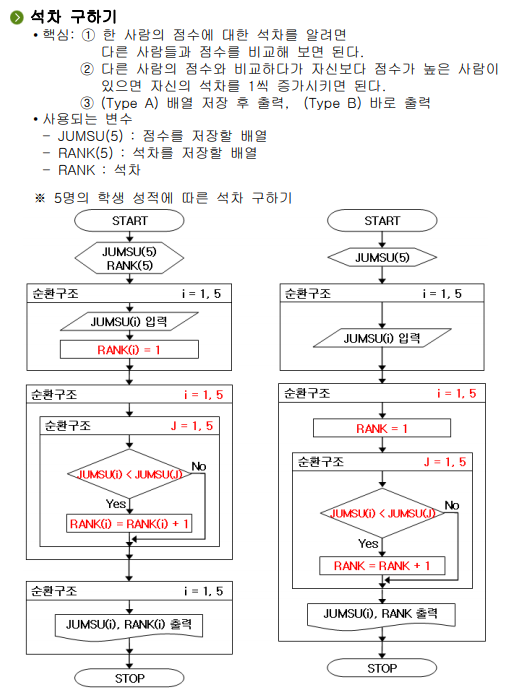 석차 구하기
• 핵심: ① 한 사람의 점수에 대한 석차를 알려면
다른 사람들과 점수를 비교해 보면 된다.
② 다른 사람의 점수와 비교하다가 자신보다 점수가 높은 사람이
있으면 자신의 석차를 1씩 증가시키면 된다.
③ (Type A) 배열 저장 후 출력, (Type B) 바로 출력
• 사용되는 변수
- JUMSU(5) : 점수를 저장할 배열
- RANK(5) : 석차를 저장할 배열
- RANK : 석차
※ 5명의 학생 성적에 따른 석차 구하기
START
JUMSU(5)
RANK(5)
순환구조 i = 1, 5
JUMSU(i) 입력
RANK(i) = 1
순환구조 i = 1, 5
순환구조 J = 1, 5
JUMSU(i) < JUMSU(J)
No
Yes
RANK(i) = RANK(i) + 1
순환구조 i = 1, 5
JUMSU(i), RANK(i) 출력
STOP
START
JUMSU(5)
순환구조 i = 1, 5
JUMSU(i) 입력
순환구조 i = 1, 5
RANK = 1
순환구조 J = 1, 5
JUMSU(i) < JUMSU(J)
No
Yes
RANK = RANK + 1
JUMSU(i), RANK 출력
STOP